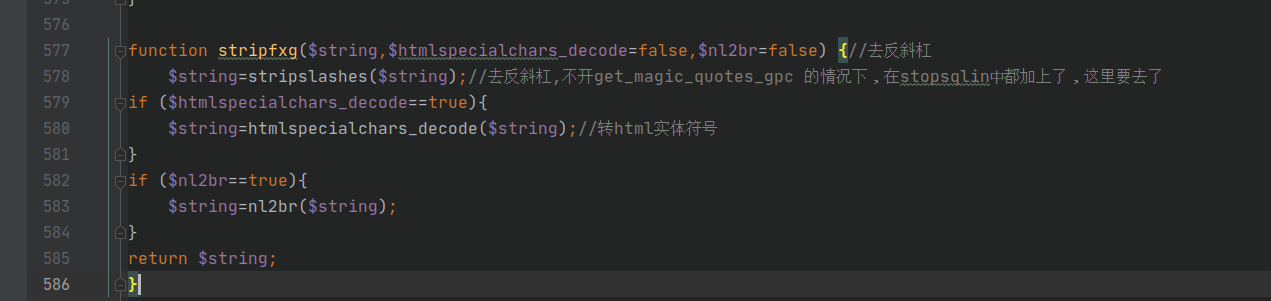 575 }
576
577 function stripfxg($string,$htmlspecialchars_decode=false,$nl2br=false) {//去反斜杠
578 $string=stripslashes($string);//去反斜杠,不开get_magic_quotes_gpc 的情况下，在stopsqlin中都加上了，这里要去了
579 if ($htmlspecialchars_decode==true){
580 $string=htmlspecialchars_decode($string);//转html实体符号
581 }
582 if ($nl2br==true){
583 $string=nl2br($string);
584 }
585 return $string;
586 }